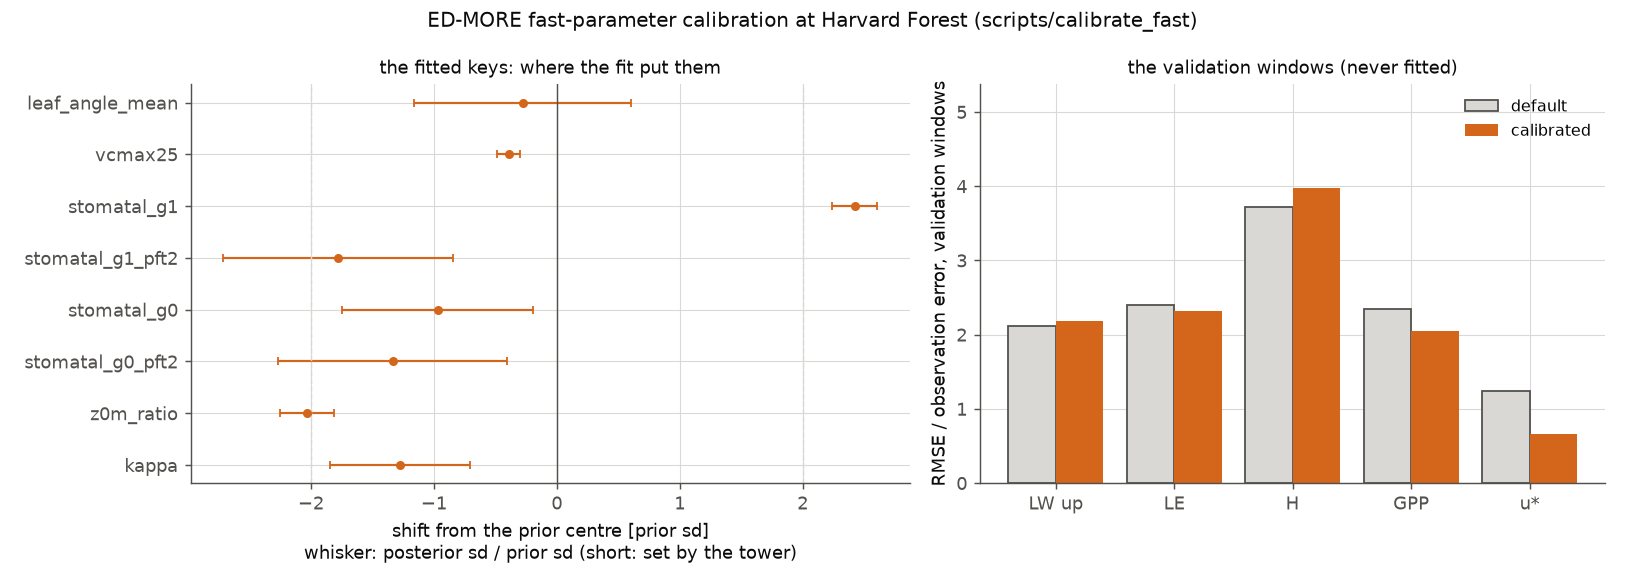 ED-MORE fast-parameter calibration at Harvard Forest (scripts/calibrate_fast)
the fitted keys: where the fit put them
leaf_angle_mean
vcmax25
stomatal_g1
stomatal_g1_pft2
stomatal_g0
stomatal_g0_pft2
z0m_ratio
kappa
−2
−1
0
1
2
shift from the prior centre [prior sd]
whisker: posterior sd / prior sd (short: set by the tower)
the validation windows (never fitted)
RMSE / observation error, validation windows
5
4
3
2
1
0
default
calibrated
LW up
LE
H
GPP
u*